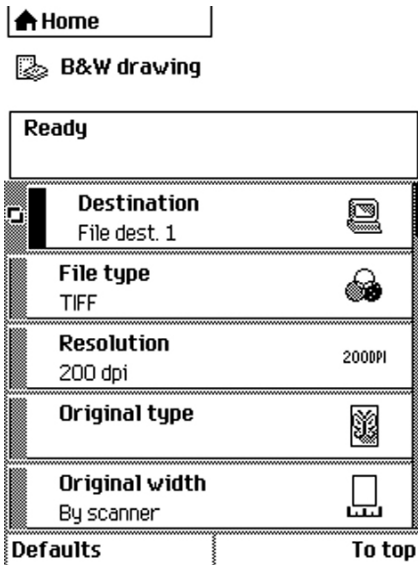 Home
B&W drawing
Ready
Destination
File dest. 1
File type
TIFF
Resolution
200 dpi
200DPI
Original type
Original width
By scanner
Defaults
To top